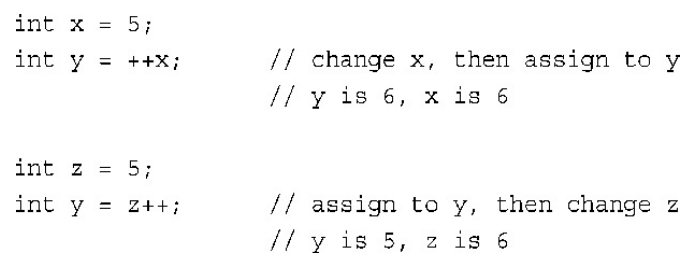 int x = 5;
int y = ++x; // change x, then assign to y
// y is 6, x is 6
int z = 5;
int y = z++; // assign to y, then change z
// y is 5, z is 6